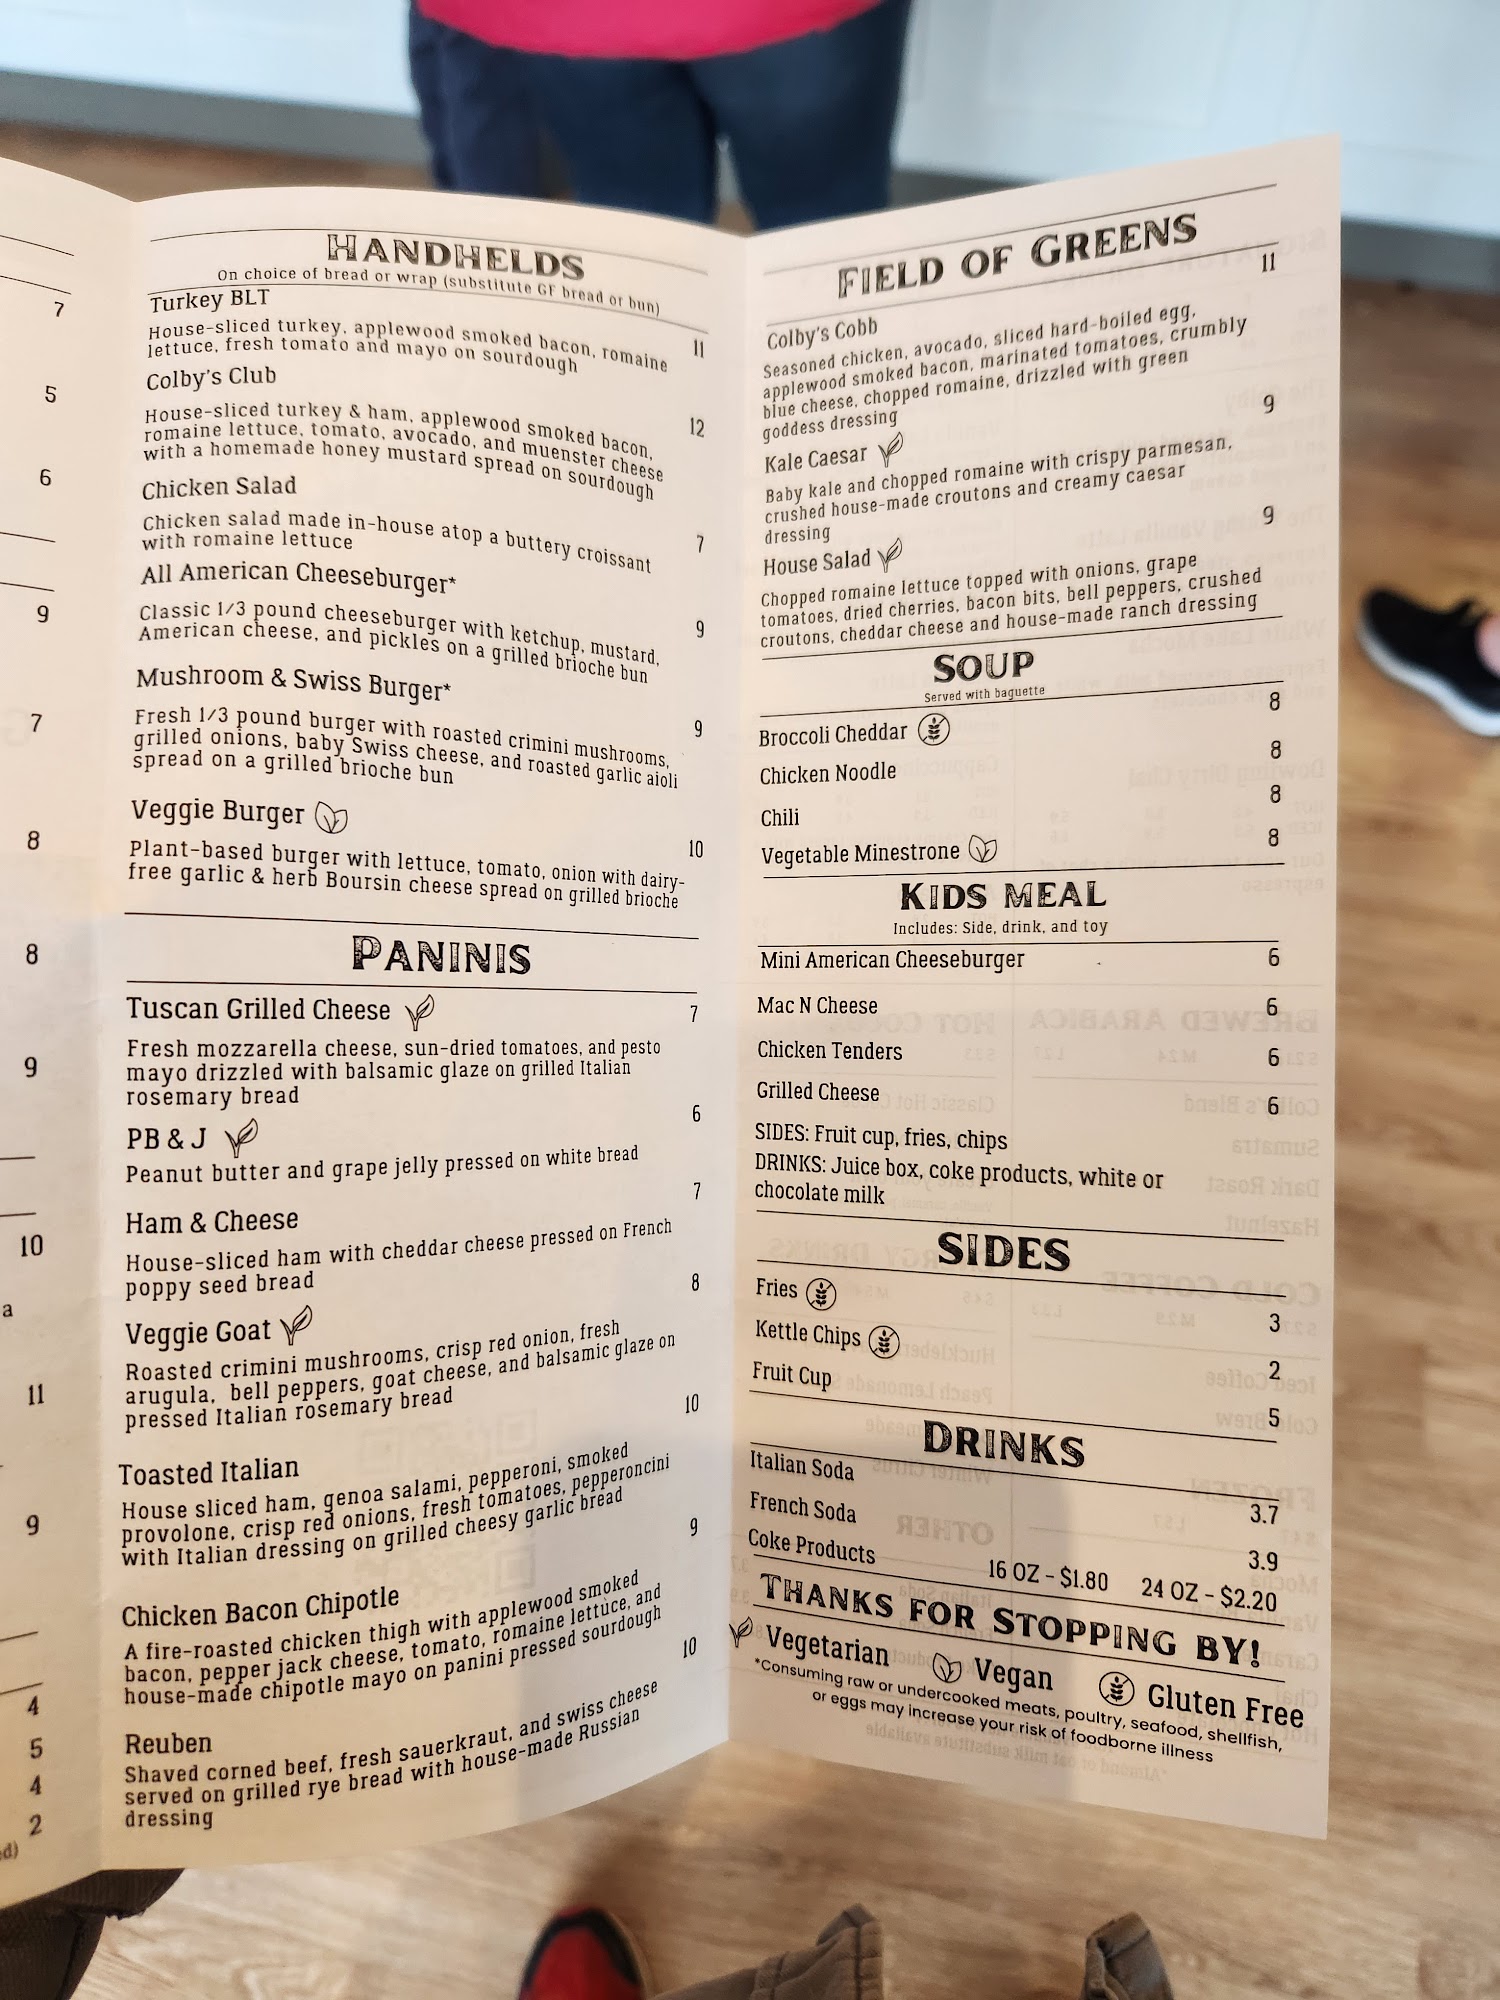 7
5
6
9
7
8
8
9
10
a
11
9
4
5
4
2
HANDHELDS
On choice of bread or wrap (substitute GF bread or bun)
Turkey BLT
House-sliced turkey, applewood smoked bacon, romaine 11
lettuce, fresh tomato and mayo on sourdough
Colby's Club
House-sliced turkey & ham, applewood smoked bacon, 12
romaine lettuce, tomato, avocado, and muenster cheese
with a homemade honey mustard spread on sourdough
Chicken Salad
Chicken salad made in-house atop a buttery croissant 7
with romaine lettuce
All American Cheeseburger*
Classic 1/3 pound cheeseburger with ketchup, mustard, 9
American cheese, and pickles on a grilled brioche bun
Mushroom & Swiss Burger*
Fresh 1/3 pound burger with roasted crimini mushrooms, 9
grilled onions, baby Swiss cheese, and roasted garlic aioli
spread on a grilled brioche bun
Veggie Burger
Plant-based burger with lettuce, tomato, onion with dairy- 10
free garlic & herb Boursin cheese spread on grilled brioche
PANINIS
Tuscan Grilled Cheese 7
Fresh mozzarella cheese, sun-dried tomatoes, and pesto
mayo drizzled with balsamic glaze on grilled Italian
rosemary bread
PB & J 6
Peanut butter and grape jelly pressed on white bread
Ham & Cheese 7
House-sliced ham with cheddar cheese pressed on French
poppy seed bread
Veggie Goat 8
Roasted crimini mushrooms, crisp red onion, fresh
arugula, bell peppers, goat cheese, and balsamic glaze on
pressed Italian rosemary bread
Toasted Italian 10
House sliced ham, genoa salami, pepperoni, smoked
provolone, crisp red onions, fresh tomatoes, pepperoncini
with Italian dressing on grilled cheesy garlic bread
Chicken Bacon Chipotle 9
A fire-roasted chicken thigh with applewood smoked
bacon, pepper jack cheese, tomato, romaine lettuce, and
house-made chipotle mayo on panini pressed sourdough
Reuben 10
Shaved corned beef, fresh sauerkraut, and swiss cheese
served on grilled rye bread with house-made Russian
dressing
FIELD OF GREENS
Colby's Cobb 11
Seasoned chicken, avocado, sliced hard-boiled egg,
applewood smoked bacon, marinated tomatoes, crumbly
blue cheese, chopped romaine, drizzled with green
goddess dressing
Kale Caesar 9
Baby kale and chopped romaine with crispy parmesan,
crushed house-made croutons and creamy caesar
dressing
House Salad 9
Chopped romaine lettuce topped with onions, grape
tomatoes, dried cherries, bacon bits, bell peppers, crushed
croutons, cheddar cheese and house-made ranch dressing
SOUP
Served with baguette
Broccoli Cheddar 8
Chicken Noodle 8
Chili 8
Vegetable Minestrone 8
KIDS MEAL
Includes: Side, drink, and toy
Mini American Cheeseburger 6
Mac N Cheese 6
Chicken Tenders 6
Grilled Cheese 6
SIDES: Fruit cup, fries, chips
DRINKS: Juice box, coke products, white or
chocolate milk
SIDES
Fries 3
Kettle Chips 2
Fruit Cup 5
DRINKS
Italian Soda 3.7
French Soda 3.9
Coke Products 16 OZ - $1.80 24 OZ - $2.20
THANKS FOR STOPPING BY!
Vegetarian Vegan Gluten Free
*Consuming raw or undercooked meats, poultry, seafood, shellfish,
or eggs may increase your risk of foodborne illness